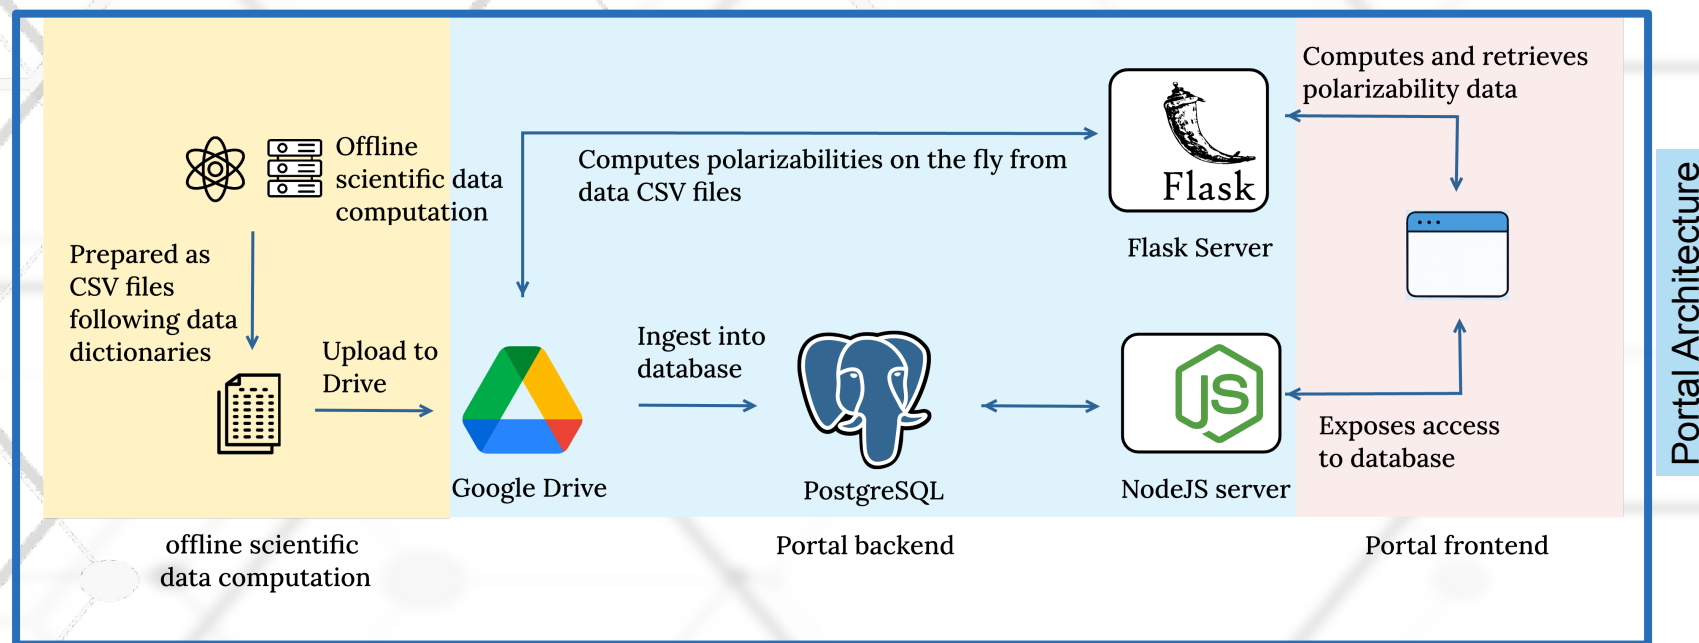 Computes and retrieves
polarizability data
Offline
scientific data
computation
Computes polarizabilities on the fly from
data CSV files
Flask
Flask Server
Prepared as
CSV files
following data
dictionaries
Upload to
Drive
Ingest into
database
JS
Exposes access
to database
Google Drive
PostgreSQL
NodeJS server
offline scientific
data computation
Portal backend
Portal frontend
Portal Architecture